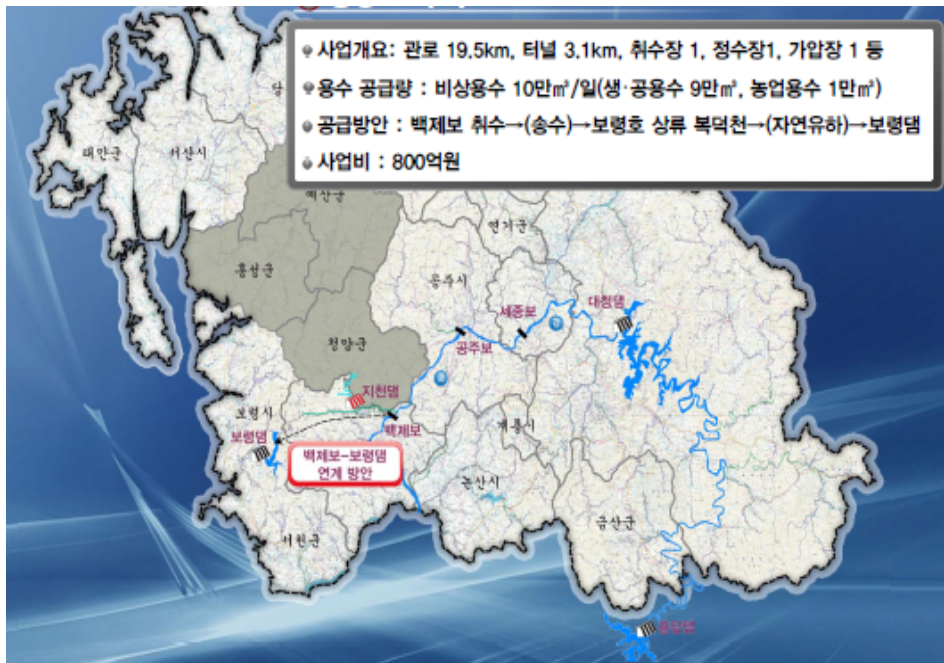 사업개요: 관로 19.5km, 터널 3.1km, 취수장 1, 정수장1, 가압장 1 등
용수 공급량 : 비상용수 10만㎥/일(생·공용수 9만㎥, 농업용수 1만㎥)
공급방안 : 백제보 취수→(송수)→보령호 상류 복덕천→(자연유하)→보령댐
사업비 : 800억원
태안군
서산시
당
예산군
연기군
홍성군
공주시
세종보
대청댐
청양군
공주보
지천댐
보령시
백제보
계룡시
보령댐
백제보-보령댐
연계 방안
논산시
금산군
서천군
용담댐